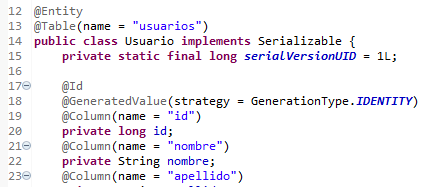 12 @Entity
13 @Table(name = "usuarios")
14 public class Usuario implements Serializable {
15     private static final long serialVersionUID = 1L;
16
17     @Id
18     @GeneratedValue(strategy = GenerationType.IDENTITY)
19     @Column(name = "id")
20     private long id;
21     @Column(name = "nombre")
22     private String nombre;
23     @Column(name = "apellido")